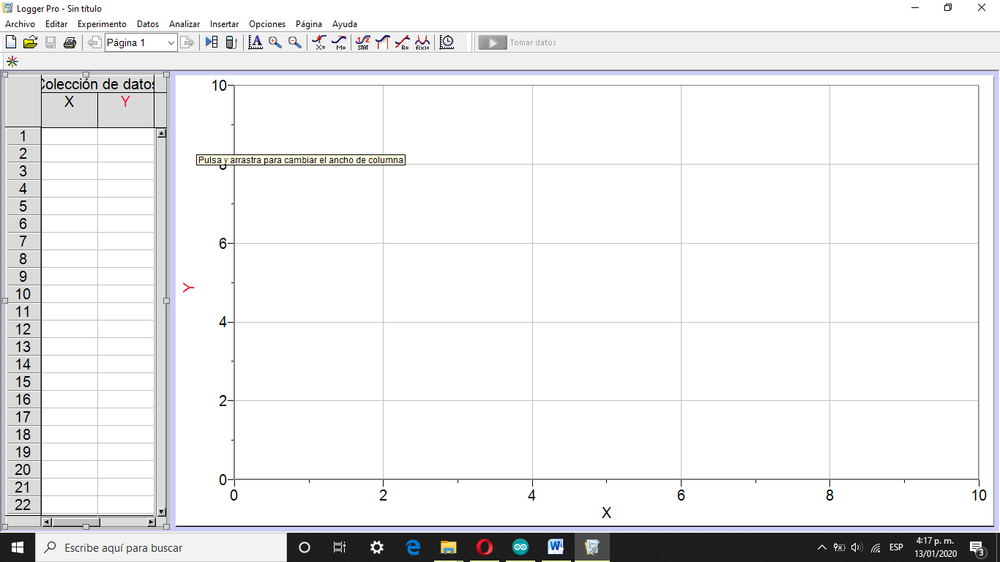 Logger Pro - Sin título
Archivo Editar Experimento Datos Analizar Insertar Opciones Página Ayuda
Página 1
X=
M=
STAT
R=
f(x)=
Tomar datos
Colección de datos
X Y
1
2
3
4
5
6
7
8
9
10
11
12
13
14
15
16
17
18
19
20
21
22
10
8
6
4
2
0
Pulsa y arrastra para cambiar el ancho de columna
Y
0 2 4 6 8 10
X
Escribe aquí para buscar
ESP
4:17 p. m.
13/01/2020
3